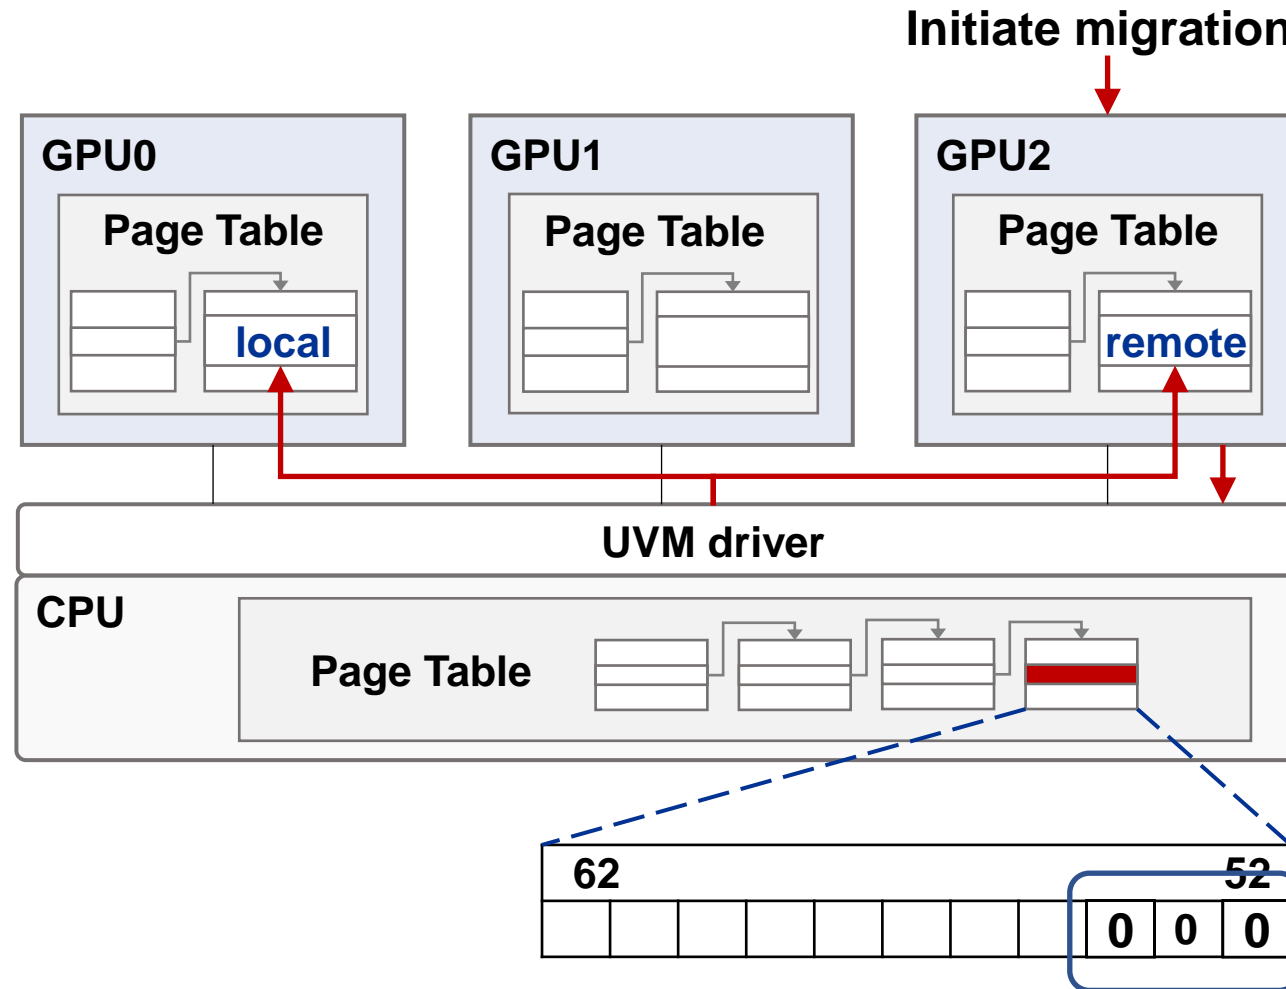 Initiate migration
GPU0
GPU1
GPU2
Page Table
Page Table
Page Table
local
remote
UVM driver
CPU
Page Table
62
52
0
0
0